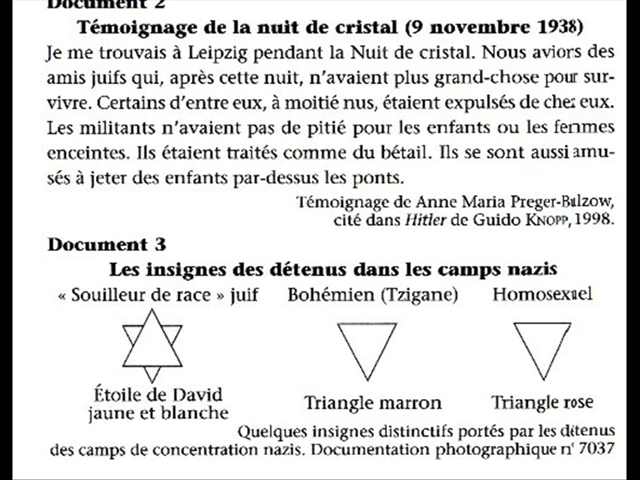 Document 2
Témoignage de la nuit de cristal (9 novembre 1938)
Je me trouvais à Leipzig pendant la Nuit de cristal. Nous aviors des
amis juifs qui, après cette nuit, n'avaient plus grand-chose pour sur-
vivre. Certains d'entre eux, à moitié nus, étaient expulsés de chez eux.
Les militants n'avaient pas de pitié pour les enfants ou les femmes
enceintes. Ils étaient traités comme du bétail. Ils se sont aussi amu-
sés à jeter des enfants par-dessus les ponts.
Témoignage de Anne Maria Preger-Bülzow,
cité dans Hitler de Guido KNOPP, 1998.
Document 3
Les insignes des détenus dans les camps nazis
« Souilleur de race » juif Bohémien (Tzigane) Homosexuel
Étoile de David
jaune et blanche
Triangle marron Triangle rose
Quelques insignes distinctifs portés par les détenus
des camps de concentration nazis. Documentation photographique n° 7037